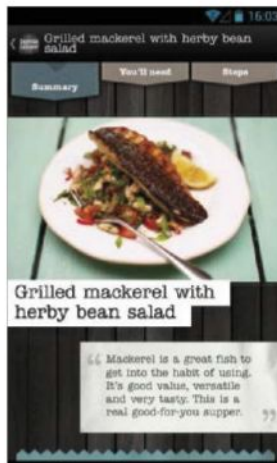 16:03
Grilled mackerel with herby bean
salad
Summary
You'll need
Steps
Grilled mackerel with
herby bean salad
“ Mackerel is a great fish to
get into the habit of using.
It's good value, versatile
and very tasty. This is a
real good-for-you supper. ”